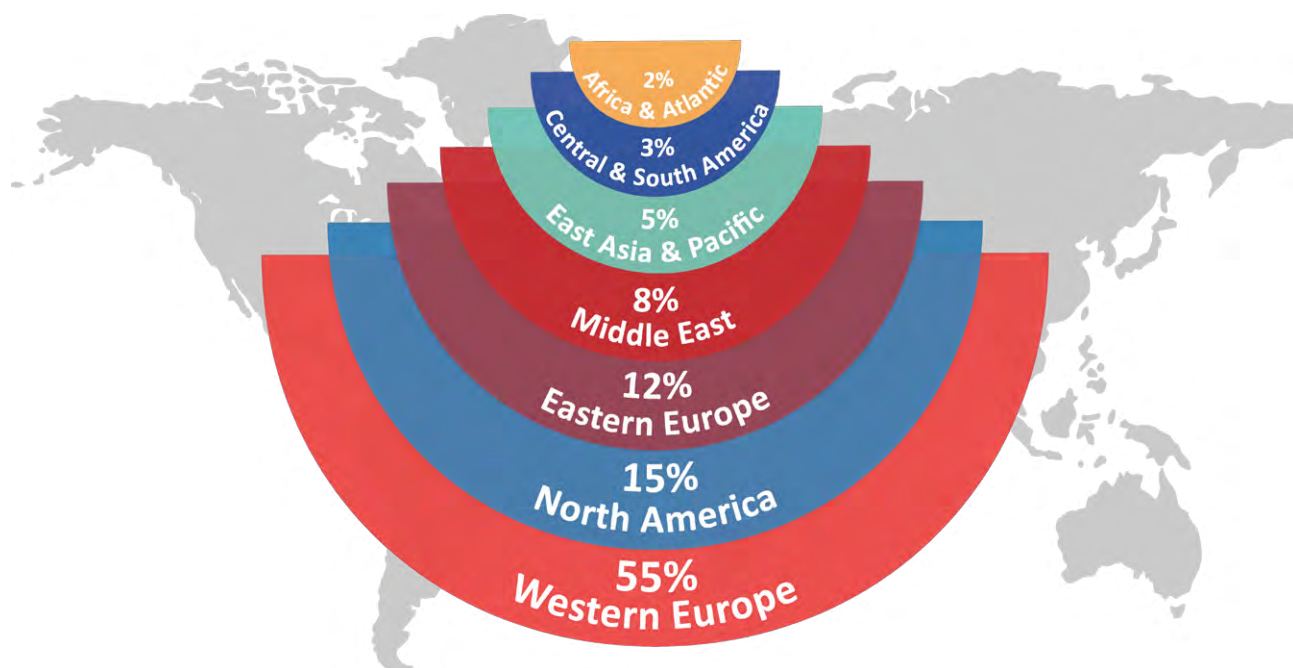 2%
Africa & Atlantic
3%
Central & South America
5%
East Asia & Pacific
8%
Middle East
12%
Eastern Europe
15%
North America
55%
Western Europe